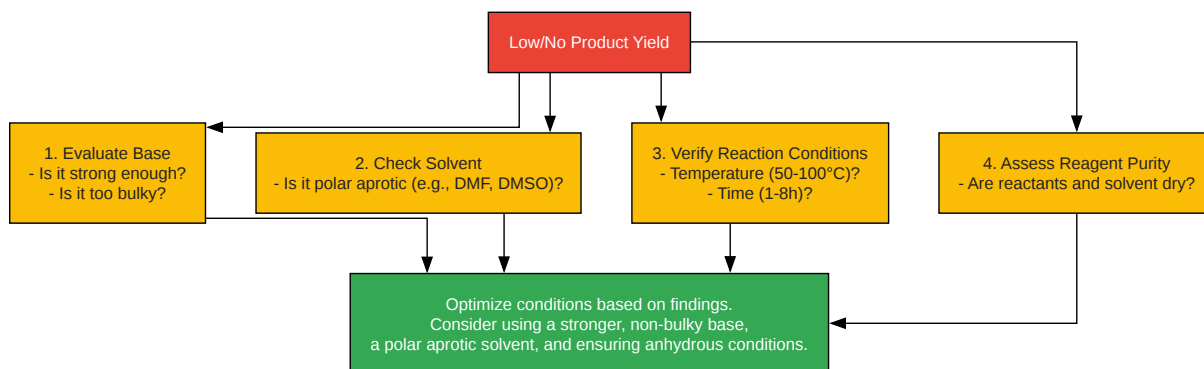 Low/No Product Yield
1. Evaluate Base
- Is it strong enough?
- Is it too bulky?
2. Check Solvent
- Is it polar aprotic (e.g., DMF, DMSO)?
3. Verify Reaction Conditions
- Temperature (50-100°C)?
- Time (1-8h)?
4. Assess Reagent Purity
- Are reactants and solvent dry?
Optimize conditions based on findings.
Consider using a stronger, non-bulky base,
a polar aprotic solvent, and ensuring anhydrous conditions.